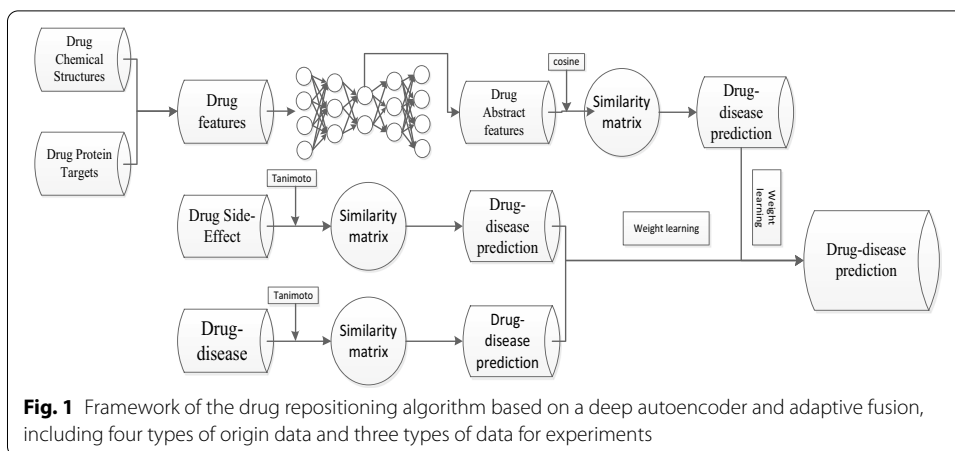 Drug
Chemical
Structures
Drug Protein
Targets
Drug
features
Drug
Abstract
features
cosine
Similarity
matrix
Drug-
disease
prediction
Tanimoto
Drug Side-
Effect
Similarity
matrix
Drug-
disease
prediction
Weight learning
Weight
learning
Drug-disease
prediction
Tanimoto
Drug-
disease
Similarity
matrix
Drug-
disease
prediction
Fig. 1 Framework of the drug repositioning algorithm based on a deep autoencoder and adaptive fusion,
including four types of origin data and three types of data for experiments